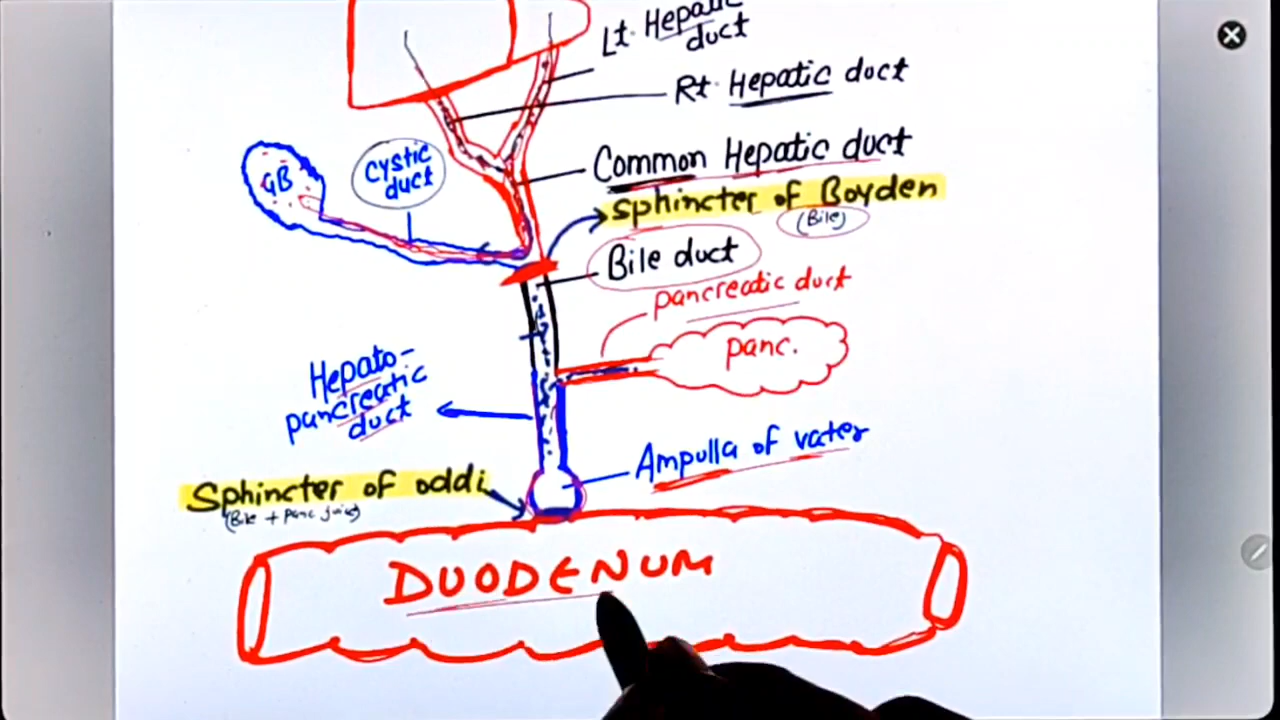 Lt. Hepatic
duct
Rt. Hepatic duct
Common Hepatic duct
cystic
duct
GB
Sphincter of Boyden
(Bile)
Bile duct
pancreatic duct
panc.
Hepato-
pancreatic
duct
Ampulla of vater
Sphincter of oddi
(Bile + panc juice)
DUODENUM